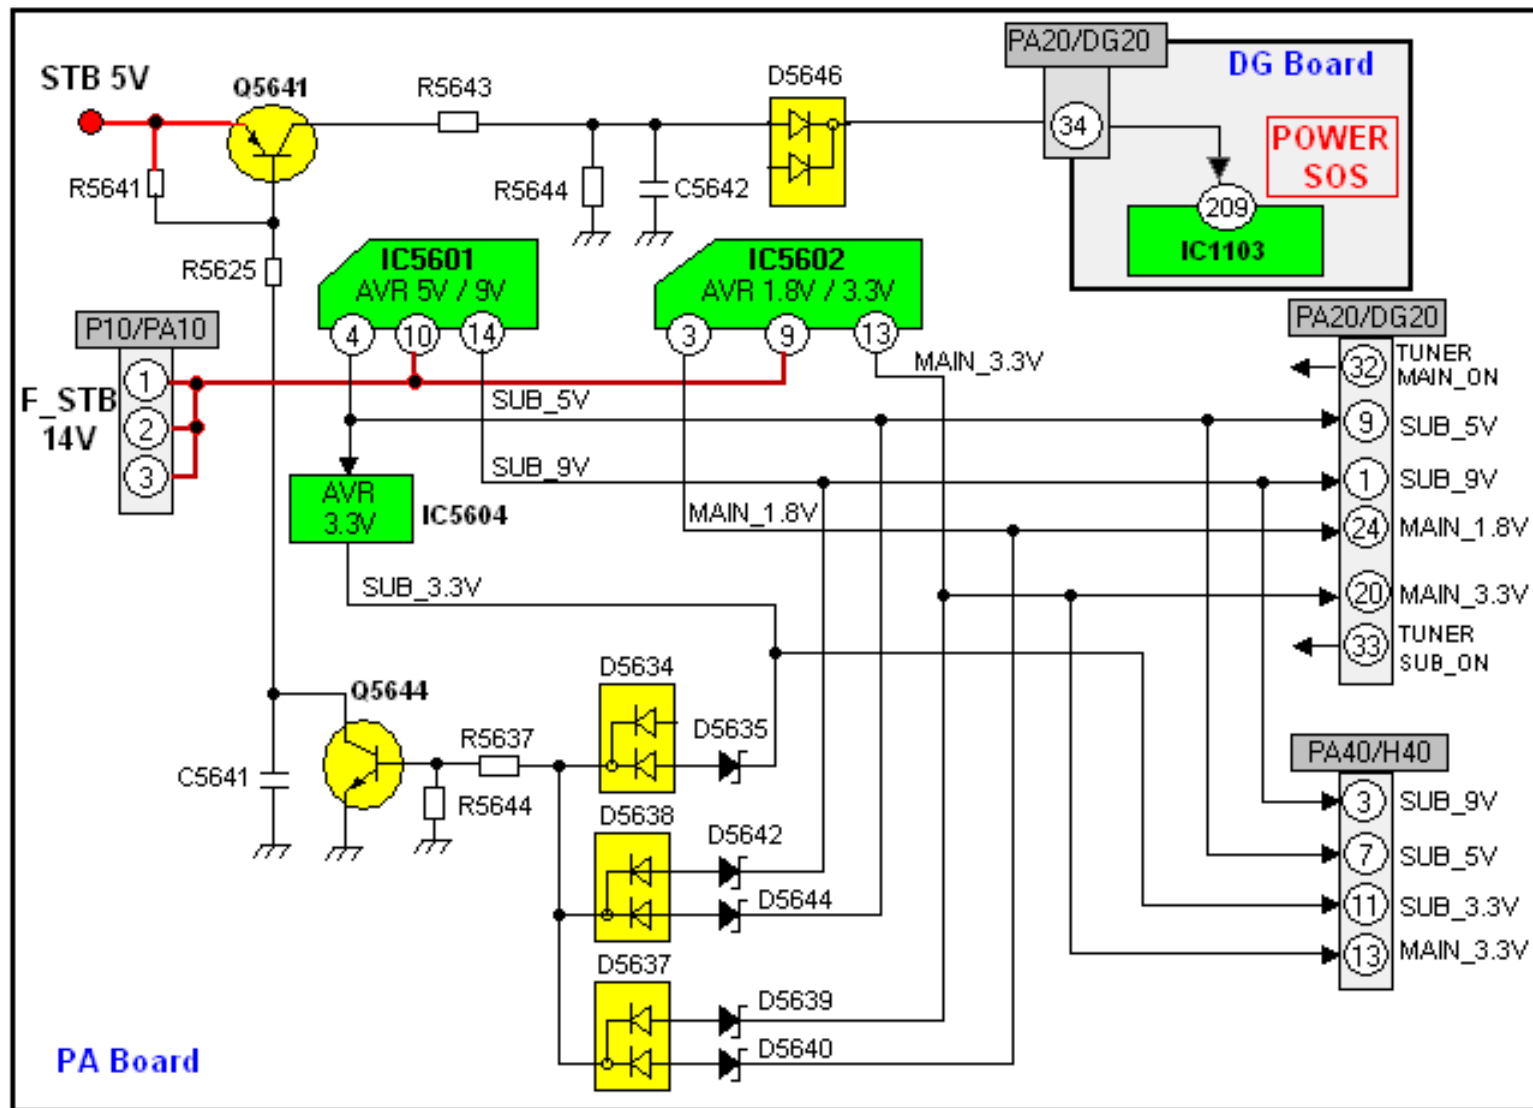 PA20/DG20
STB 5V
Q5641
R5643
D5646
DG Board
34
POWER
SOS
R5641
R5644
C5642
209
IC1103
R5625
IC5601
AVR 5V / 9V
4
10
14
IC5602
AVR 1.8V / 3.3V
3
9
13
P10/PA10
1
2
3
F_STB
14V
MAIN_3.3V
SUB_5V
SUB_9V
MAIN_1.8V
AVR
3.3V
IC5604
SUB_3.3V
PA20/DG20
32
TUNER
MAIN_ON
9
SUB_5V
1
SUB_9V
24
MAIN_1.8V
20
MAIN_3.3V
33
TUNER
SUB_ON
D5634
Q5644
R5637
D5635
C5641
R5644
D5638
D5642
D5644
D5637
D5639
D5640
PA40/H40
3
SUB_9V
7
SUB_5V
11
SUB_3.3V
13
MAIN_3.3V
PA Board